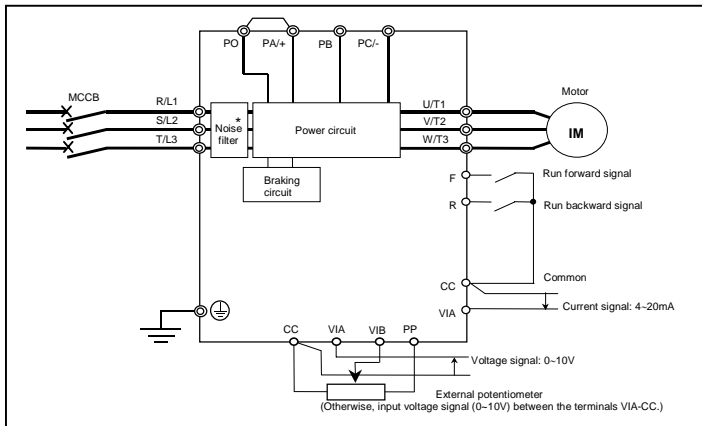 PO PA/+ PB PC/-
MCCB
R/L1
S/L2
T/L3
*
Noise
filter
Power circuit
Braking
circuit
U/T1
V/T2
W/T3
Motor
IM
F
Run forward signal
R
Run backward signal
CC
Common
VIA
Current signal: 4~20mA
CC VIA VIB PP
Voltage signal: 0~10V
External potentiometer
(Otherwise, input voltage signal (0~10V) between the terminals VIA-CC.)